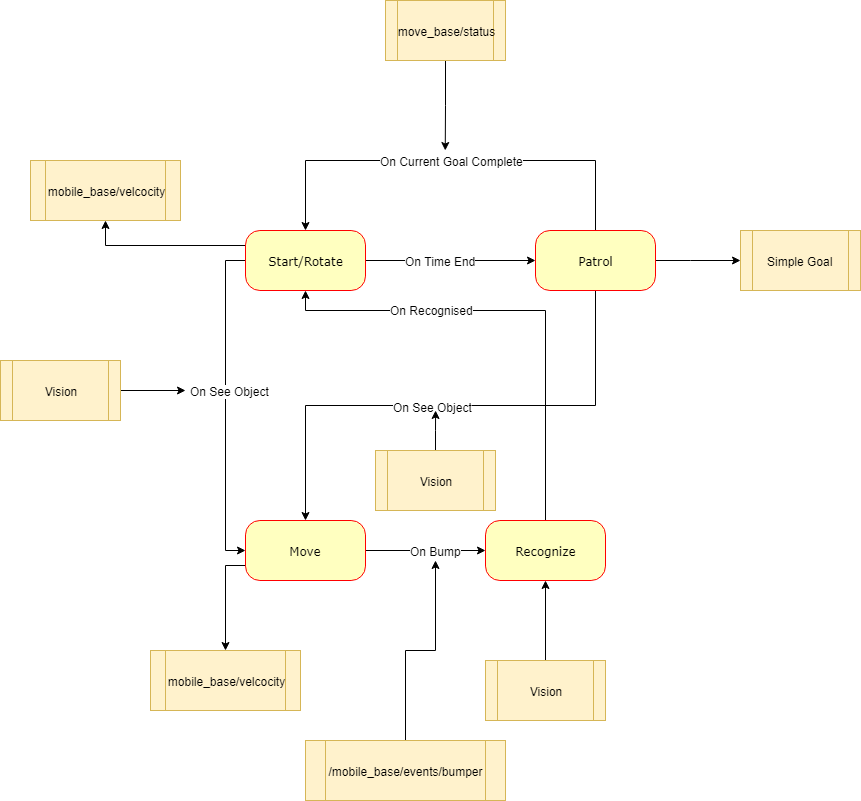 move_base/status
On Current Goal Complete
mobile_base/velcocity
Start/Rotate
On Time End
Patrol
Simple Goal
On Recognised
Vision
On See Object
On See Object
Vision
Move
On Bump
Recognize
mobile_base/velcocity
Vision
/mobile_base/events/bumper